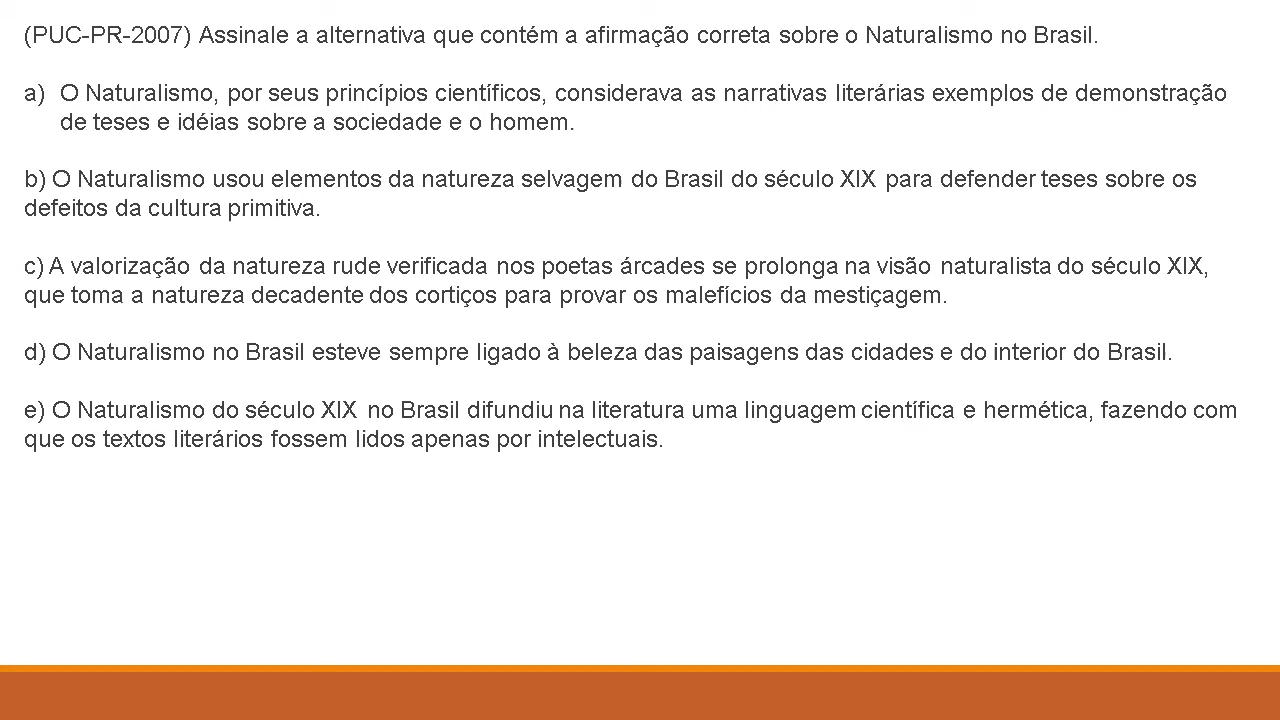 (PUC-PR-2007) Assinale a alternativa que contém a afirmação correta sobre o Naturalismo no Brasil.
a) O Naturalismo, por seus princípios científicos, considerava as narrativas literárias exemplos de demonstração
de teses e idéias sobre a sociedade e o homem.
b) O Naturalismo usou elementos da natureza selvagem do Brasil do século XIX para defender teses sobre os
defeitos da cultura primitiva.
c) A valorização da natureza rude verificada nos poetas árcades se prolonga na visão naturalista do século XIX,
que toma a natureza decadente dos cortiços para provar os malefícios da mestiçagem.
d) O Naturalismo no Brasil esteve sempre ligado à beleza das paisagens das cidades e do interior do Brasil.
e) O Naturalismo do século XIX no Brasil difundiu na literatura uma linguagem científica e hermética, fazendo com
que os textos literários fossem lidos apenas por intelectuais.